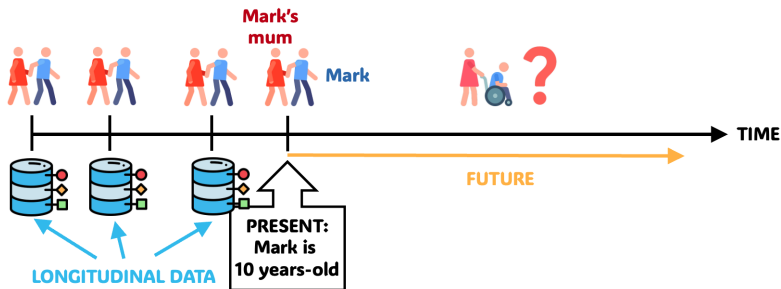 Mark's
mum
Mark
?
TIME
FUTURE
PRESENT:
Mark is
10 years-old
LONGITUDINAL DATA